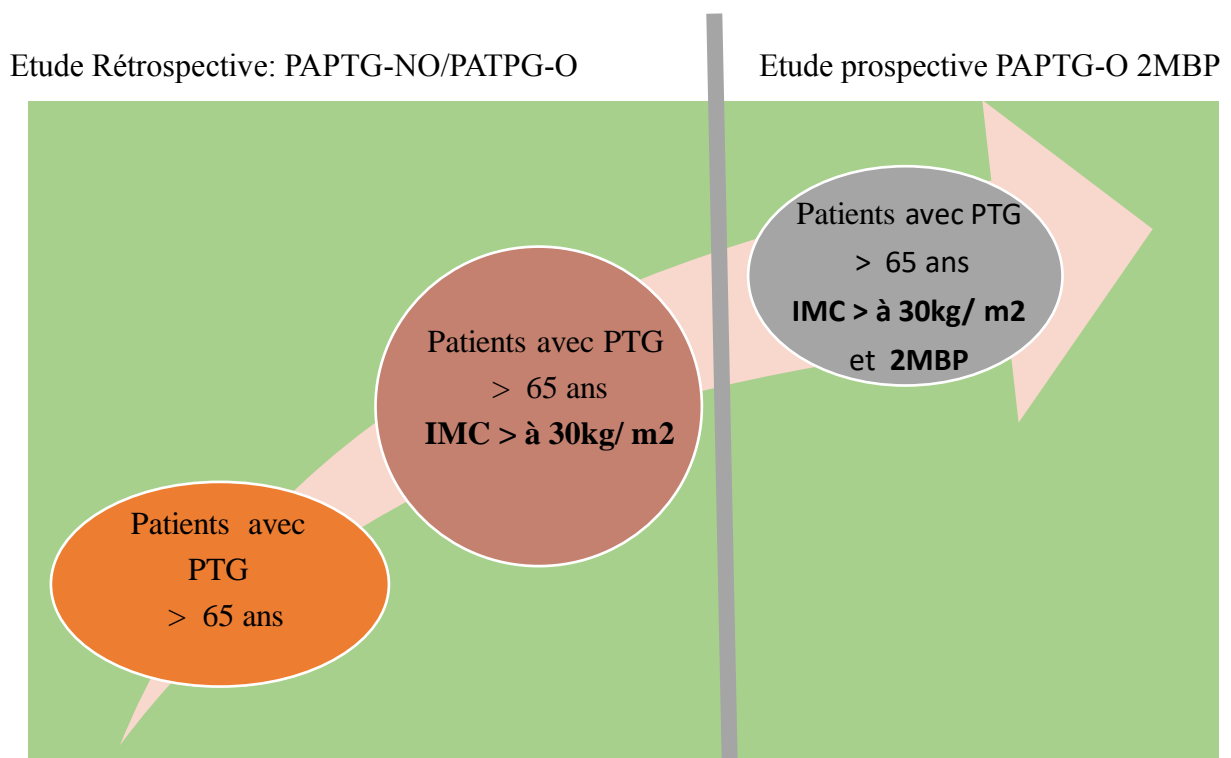 Etude Rétrospective: PAPTG-NO/PATPG-O
Etude prospective PAPTG-O 2MBP
Patients avec PTG
> 65 ans
IMC > à 30kg/ m2
et 2MBP
Patients avec PTG
> 65 ans
IMC > à 30kg/ m2
Patients avec
PTG
> 65 ans